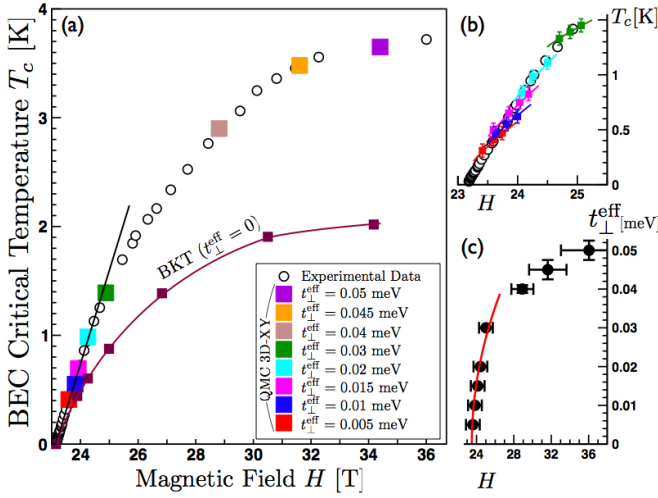 (a)
BEC Critical Temperature T_c [K]
4
3
2
1
0
24 26 28 30 32 34 36
Magnetic Field H [T]
BKT (t_⊥^eff = 0)
QMC 3D-XY
Experimental Data
t_⊥^eff = 0.05 meV
t_⊥^eff = 0.045 meV
t_⊥^eff = 0.04 meV
t_⊥^eff = 0.03 meV
t_⊥^eff = 0.02 meV
t_⊥^eff = 0.015 meV
t_⊥^eff = 0.01 meV
t_⊥^eff = 0.005 meV
(b)
T_c[K]
1.5
1
0.5
0
23 24 25
H
(c)
t_⊥^eff [meV]
0.05
0.04
0.03
0.02
0.01
0
24 28 32 36
H